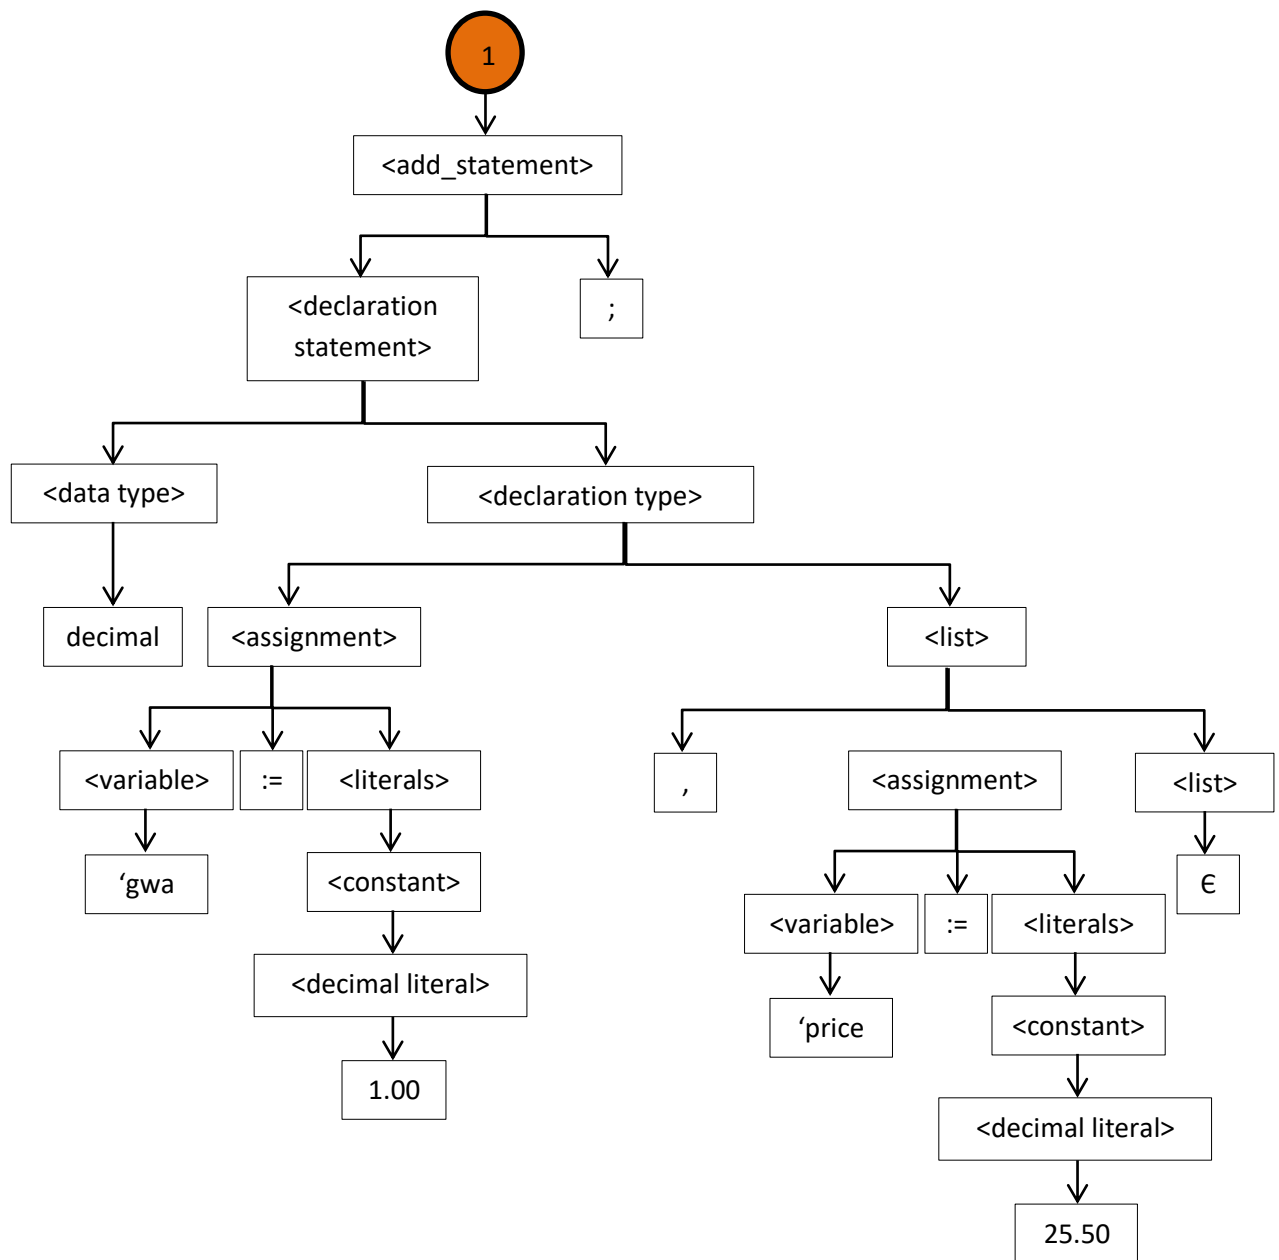 1
<add_statement>
<declaration
statement>
;
<data type>
<declaration type>
decimal
<assignment>
<list>
<variable>
:=
<literals>
,
<assignment>
<list>
‘gwa
<constant>
Є
<variable>
:=
<literals>
<decimal literal>
‘price
<constant>
1.00
<decimal literal>
25.50